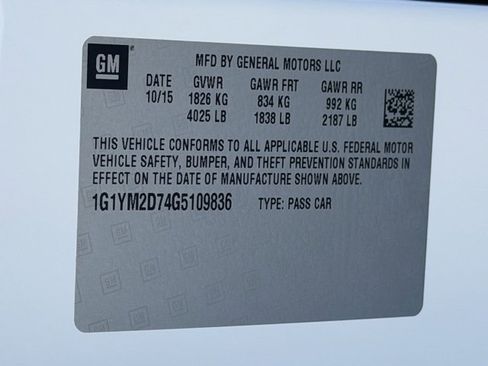 GM
MFD BY GENERAL MOTORS LLC
DATE GVWR GAWR FRT GAWR RR
10/15 1826 KG 834 KG 992 KG
4025 LB 1838 LB 2187 LB
THIS VEHICLE CONFORMS TO ALL APPLICABLE U.S. FEDERAL MOTOR
VEHICLE SAFETY, BUMPER, AND THEFT PREVENTION STANDARDS IN
EFFECT ON THE DATE OF MANUFACTURE SHOWN ABOVE.
1G1YM2D74G5109836 TYPE: PASS CAR